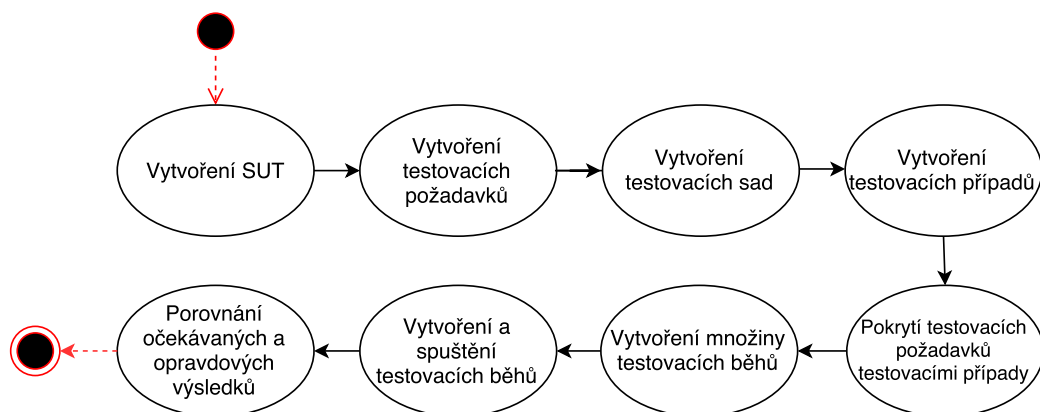 Vytvoření SUT
Vytvoření
testovacích
požadavků
Vytvoření
testovacích sad
Vytvoření
testovacích případů
Pokrytí testovacích
požadavků
testovacími případy
Vytvoření množiny
testovacích běhů
Vytvoření a
spuštění
testovacích běhů
Porovnání
očekávaných a
opravdových
výsledků